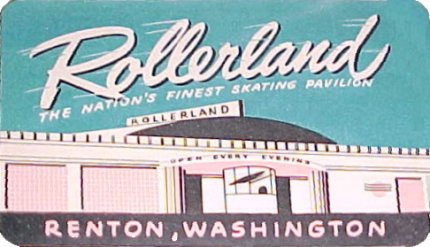 Rollerland
THE NATION'S FINEST SKATING PAVILION
ROLLERLAND
OPEN EVERY EVENING
RENTON, WASHINGTON